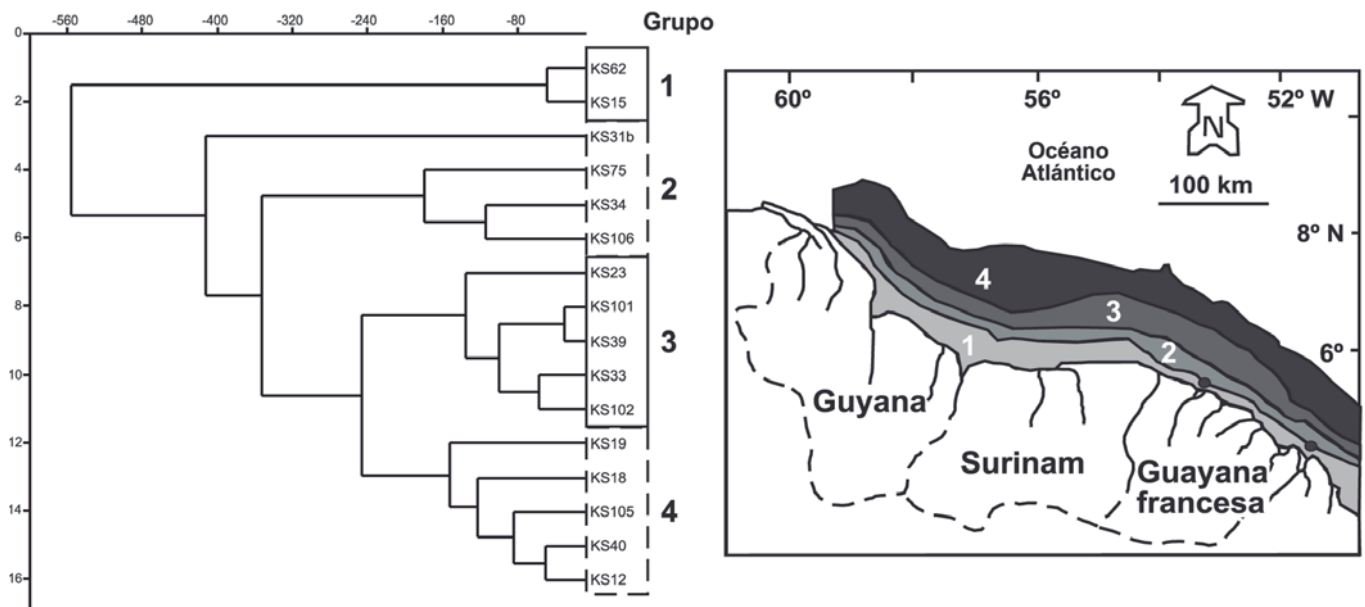 -560 -480 -400 -320 -240 -160 -80
Grupo
0
2
4
6
8
10
12
14
16
KS62
KS15
KS31b
KS75
KS34
KS106
KS23
KS101
KS39
KS33
KS102
KS19
KS18
KS105
KS40
KS12
1
2
3
4
60º 56º 52º W
N
Océano
Atlántico
100 km
8º N
6º
4
3
2
1
Guyana
Surinam
Guayana
francesa